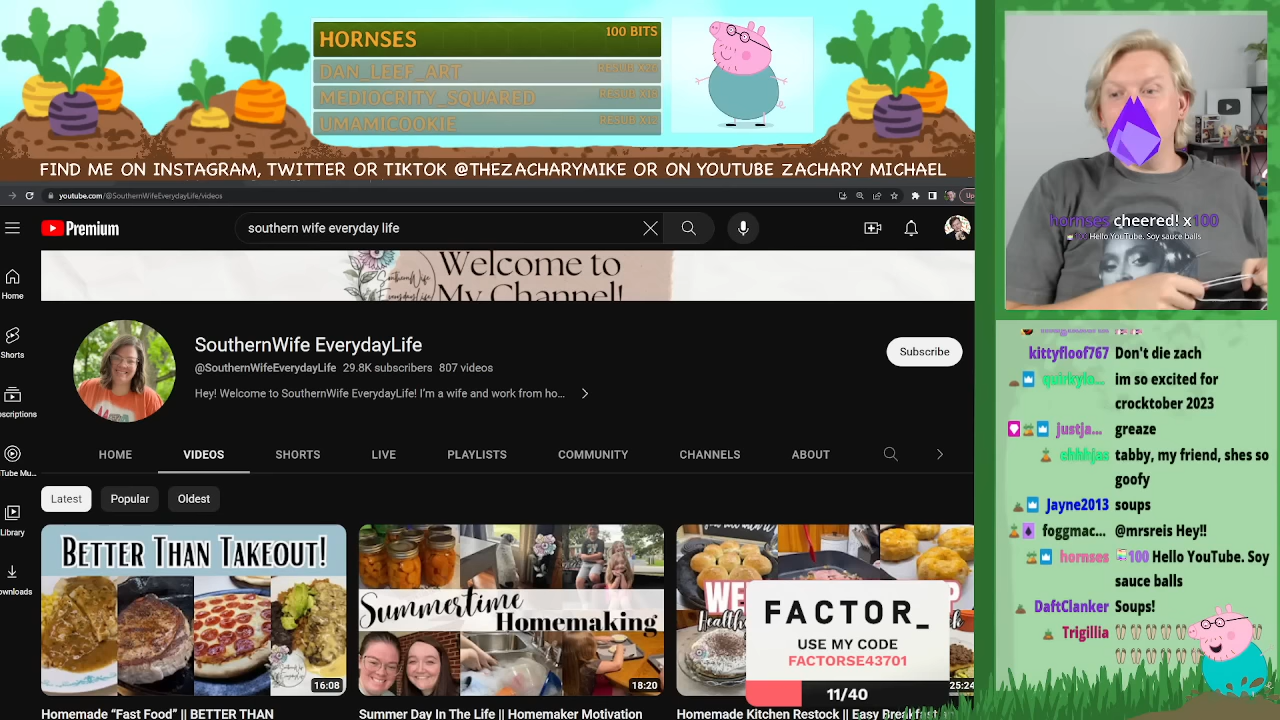 HORNSES 100 BITS
DAN_LEEF_ART
MEDIOCRITY_SQUARED
UMAMICOOKIE
FIND ME ON INSTAGRAM, TWITTER OR TIKTOK @THEZACHARYMIKE OR ON YOUTUBE ZACHARY MICHAEL
youtube.com/@SouthernWifeEverydayLife/videos
Premium
southern wife everyday life
Welcome to
My Channel!
SouthernWife EverydayLife
@SouthernWifeEverydayLife 29.8K subscribers 807 videos
Subscribe
Hey! Welcome to SouthernWife EverydayLife! I'm a wife and work from ho...
Home
Shorts
Library
HOME VIDEOS SHORTS LIVE PLAYLISTS COMMUNITY CHANNELS ABOUT
Latest Popular Oldest
BETTER THAN TAKEOUT!
16:08
Summertime
Homemaking
18:20
25:24
FACTOR_
USE MY CODE
FACTORSE43701
11/40
Homemade “Fast Food” || BETTER THAN
Summer Day In The Life || Homemaker Motivation
Homemade Kitchen Restock || Easy Breakfast
hornses cheered! x100
100 Hello YouTube. Soy sauce balls
kittyfloof767 Don't die zach
quirkylo... im so excited for
crocktober 2023
justja... greaze
ehhhjas tabby, my friend, shes so
goofy
Jayne2013 soups
foggmac... @mrsreis Hey!!
hornses 100 Hello YouTube. Soy
sauce balls
DaftClanker Soups!
Trigillia